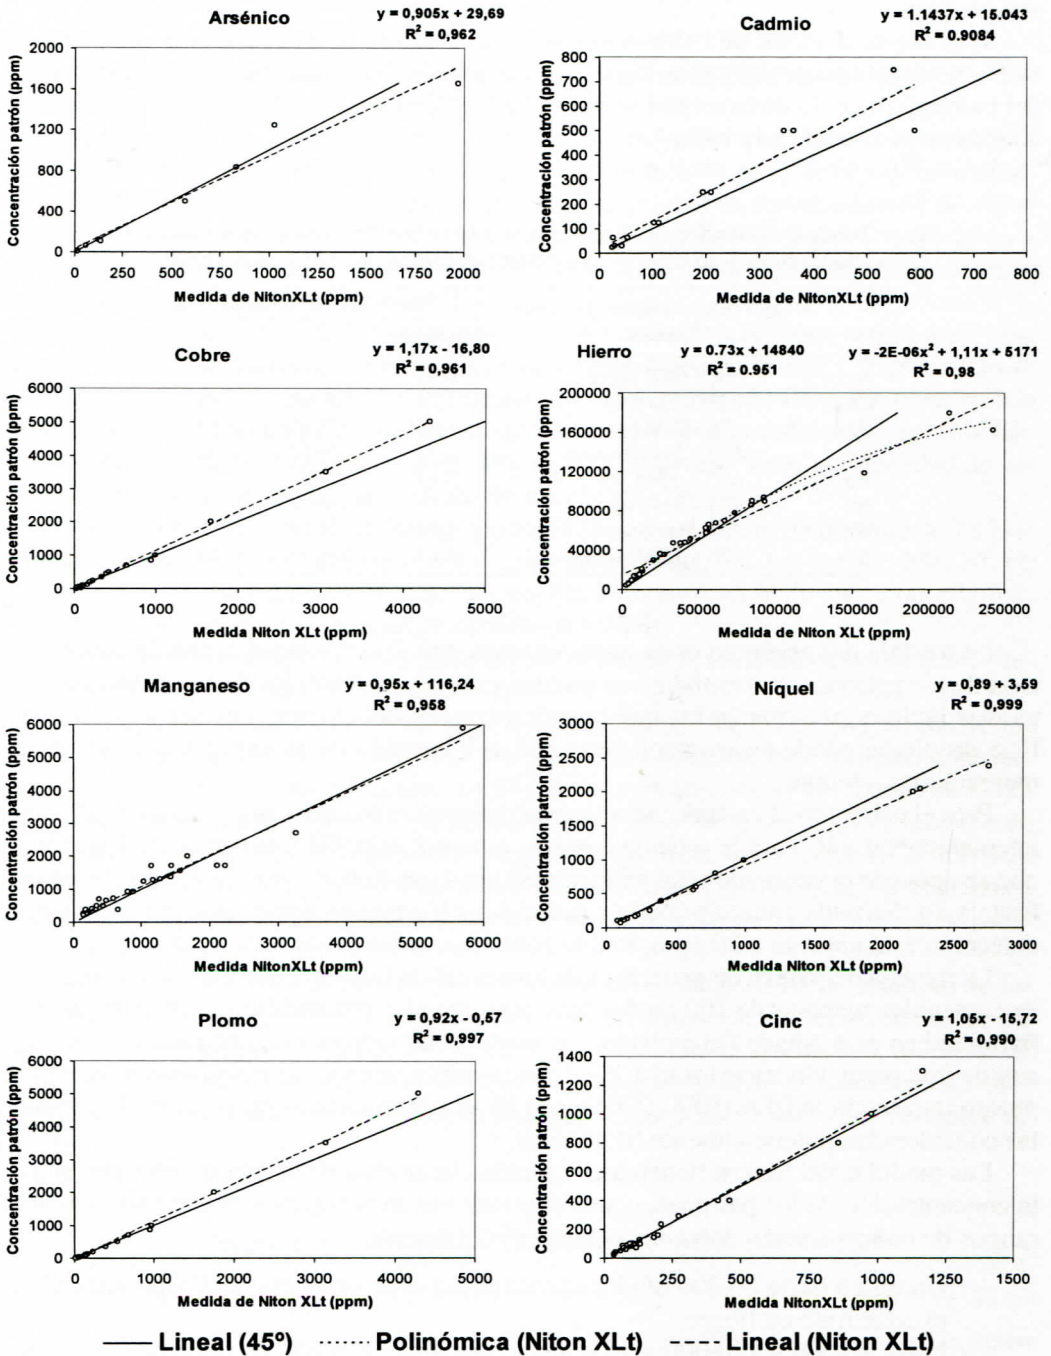 Arsénico
y = 0,905x + 29,69
R² = 0,962
Concentración patrón (ppm)
2000
1600
1200
800
400
0
0 250 500 750 1000 1250 1500 1750 2000
Medida de NitonXLt (ppm)
Cadmio
y = 1.1437x + 15.043
R² = 0.9084
Concentración patrón (ppm)
800
700
600
500
400
300
200
100
0
0 100 200 300 400 500 600 700 800
Medida de NitonXLt (ppm)
Cobre
y = 1,17x - 16,80
R² = 0,961
Concentración patrón (ppm)
6000
5000
4000
3000
2000
1000
0
0 1000 2000 3000 4000 5000
Medida Niton XLt (ppm)
Hierro
y = 0.73x + 14840
R² = 0.951
y = -2E-06x² + 1,11x + 5171
R² = 0,98
Concentración patrón (ppm)
200000
160000
120000
80000
40000
0
0 50000 100000 150000 200000 250000
Medida de Niton XLt (ppm)
Manganeso
y = 0,95x + 116,24
R² = 0,958
Concentración patrón (ppm)
6000
5000
4000
3000
2000
1000
0
0 1000 2000 3000 4000 5000 6000
Medida NitonXLt (ppm)
Níquel
y = 0,89 + 3,59
R² = 0,999
Concentración patrón (ppm)
3000
2500
2000
1500
1000
500
0
0 500 1000 1500 2000 2500 3000
Medida NitonXLt (ppm)
Plomo
y = 0,92x - 0,57
R² = 0,997
Concentración patrón (ppm)
6000
5000
4000
3000
2000
1000
0
0 1000 2000 3000 4000 5000
Medida de Niton XLt (ppm)
Cinc
y = 1,05x - 15,72
R² = 0,990
Concentración patrón (ppm)
1400
1200
1000
800
600
400
200
0
0 250 500 750 1000 1250 1500
Medida NitonXLt (ppm)
Lineal (45º) Polinómica (Niton XLt) Lineal (Niton XLt)